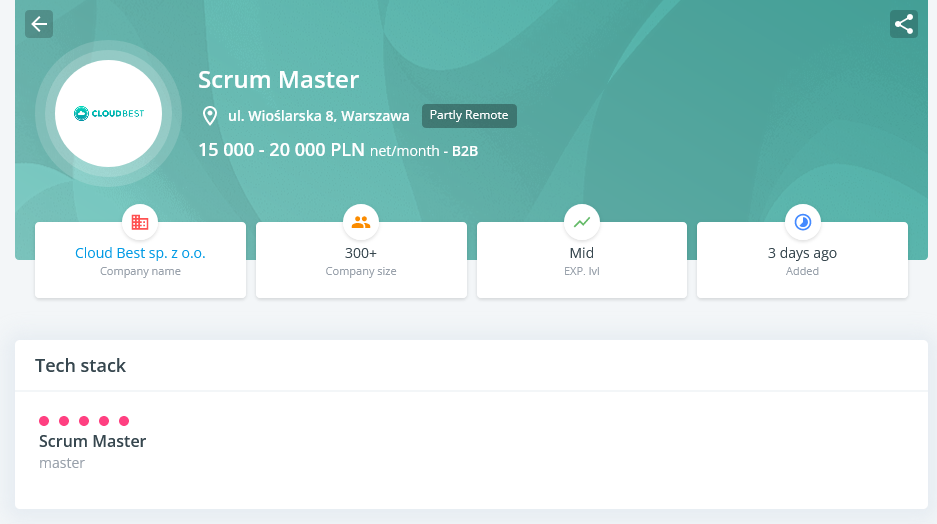 Scrum Master
CLOUDBEST
ul. Wioślarska 8, Warszawa Partly Remote
15 000 - 20 000 PLN net/month - B2B
Cloud Best sp. z o.o.
Company name
300+
Company size
Mid
EXP. lvl
3 days ago
Added
Tech stack
Scrum Master
master